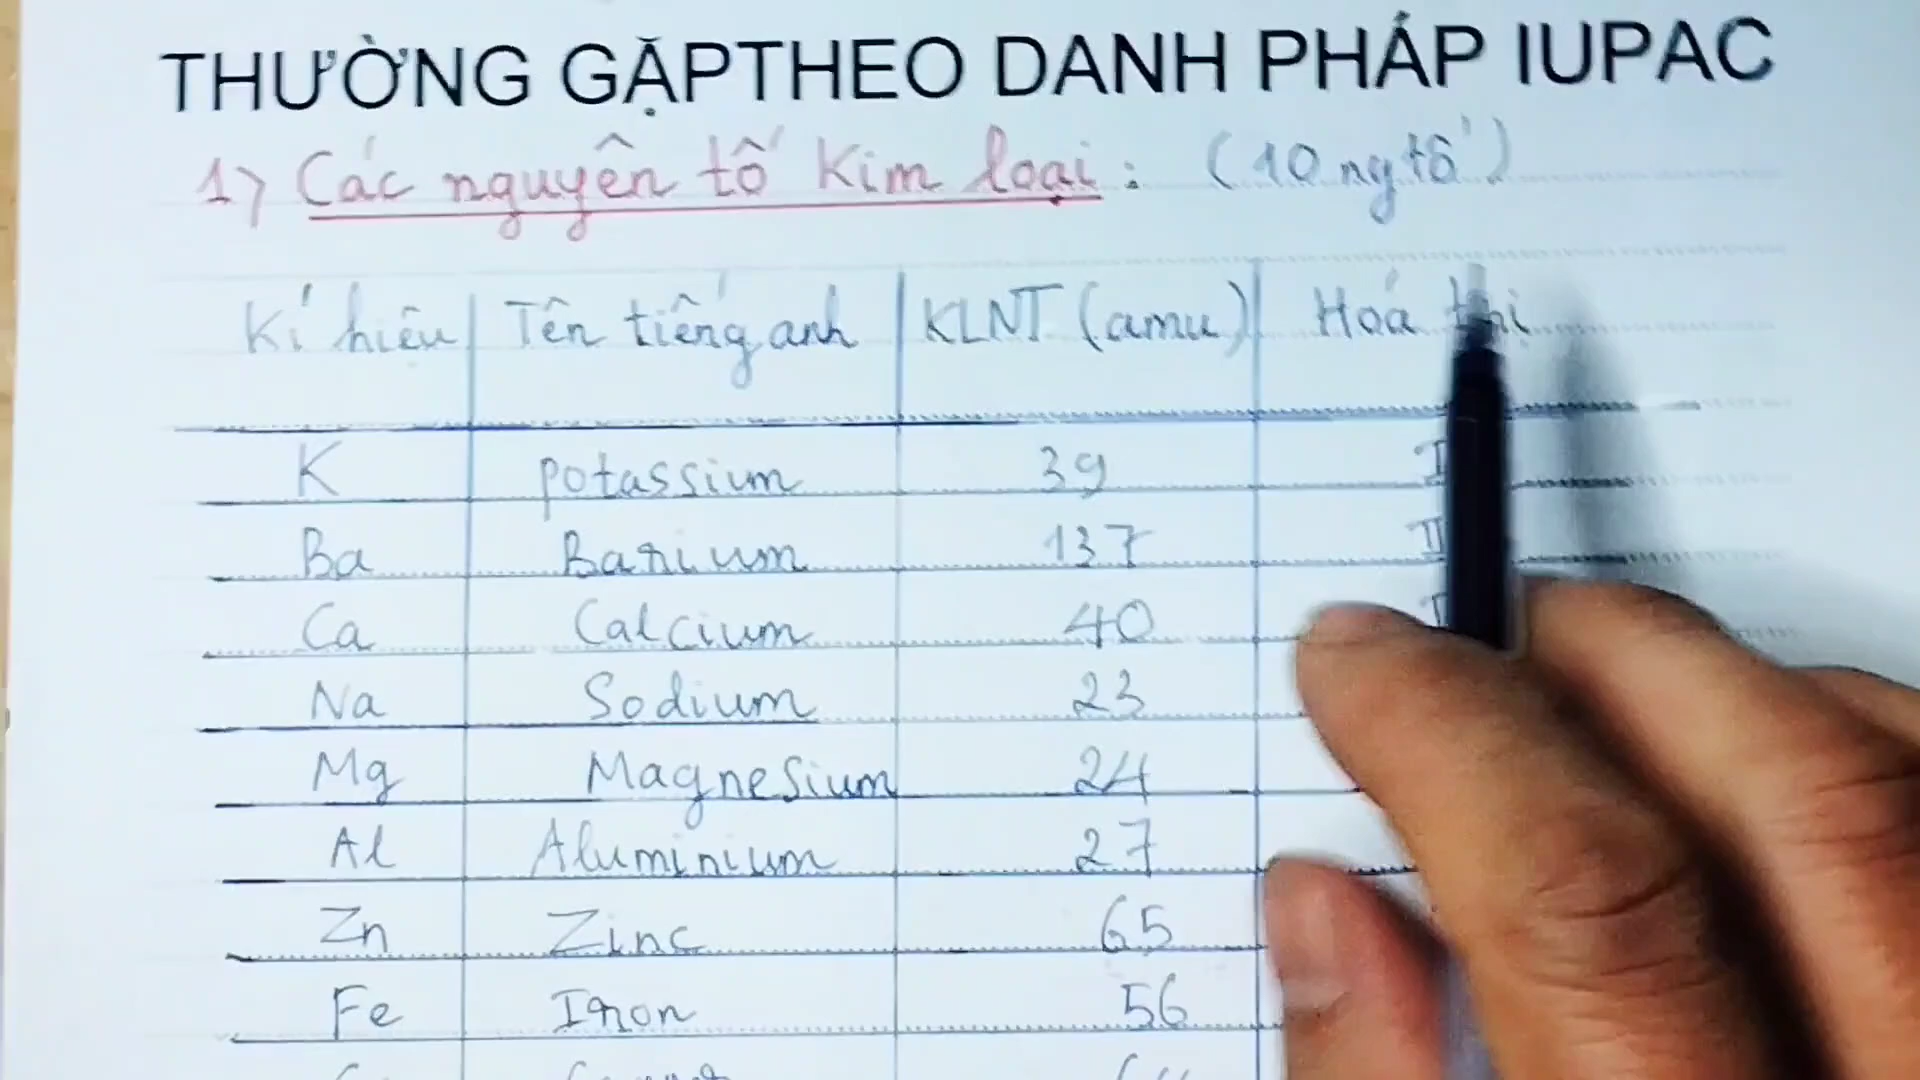 THƯỜNG GẶPTHEO DANH PHÁP IUPAC
1) Các nguyên tố Kim loại : (10 ng tố)
Kí hiệu Tên tiếng anh KLNT (amu) Hoá trị
K potassium 39 I
Ba Barium 137 II
Ca Calcium 40
Na Sodium 23
Mg Magnesium 24
Al Aluminium 27
Zn Zinc 65
Fe Iron 56